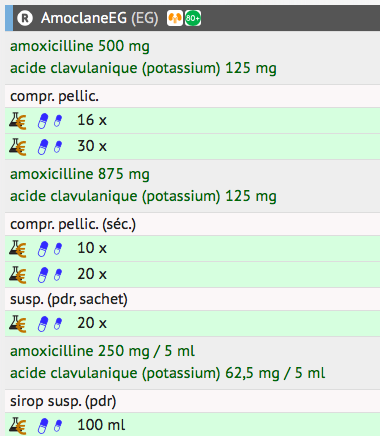 R AmoclaneEG (EG) 80+
amoxicilline 500 mg
acide clavulanique (potassium) 125 mg
compr. pellic.
€ 16 x
€ 30 x
amoxicilline 875 mg
acide clavulanique (potassium) 125 mg
compr. pellic. (séc.)
€ 10 x
€ 20 x
susp. (pdr, sachet)
€ 20 x
amoxicilline 250 mg / 5 ml
acide clavulanique (potassium) 62,5 mg / 5 ml
sirop susp. (pdr)
€ 100 ml